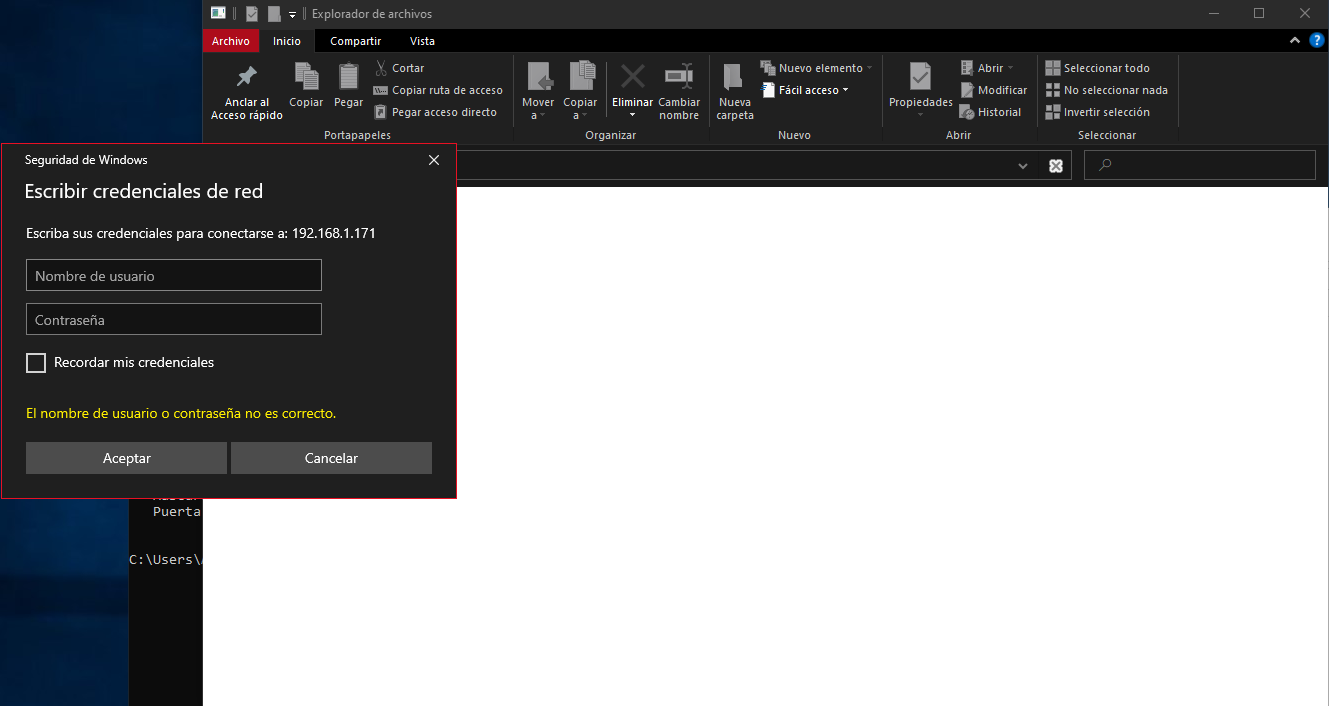 Explorador de archivos
Archivo Inicio Compartir Vista
Anclar al Acceso rápido
Copiar
Pegar
Cortar
Copiar ruta de acceso
Pegar acceso directo
Portapapeles
Mover a
Copiar a
Eliminar
Cambiar nombre
Organizar
Nueva carpeta
Nuevo elemento
Fácil acceso
Nuevo
Propiedades
Abrir
Modificar
Historial
Abrir
Seleccionar todo
No seleccionar nada
Invertir selección
Seleccionar
Seguridad de Windows
Escribir credenciales de red
Escriba sus credenciales para conectarse a: 192.168.1.171
Nombre de usuario
Contraseña
Recordar mis credenciales
El nombre de usuario o contraseña no es correcto.
Aceptar Cancelar
Puerta
C:\Users\